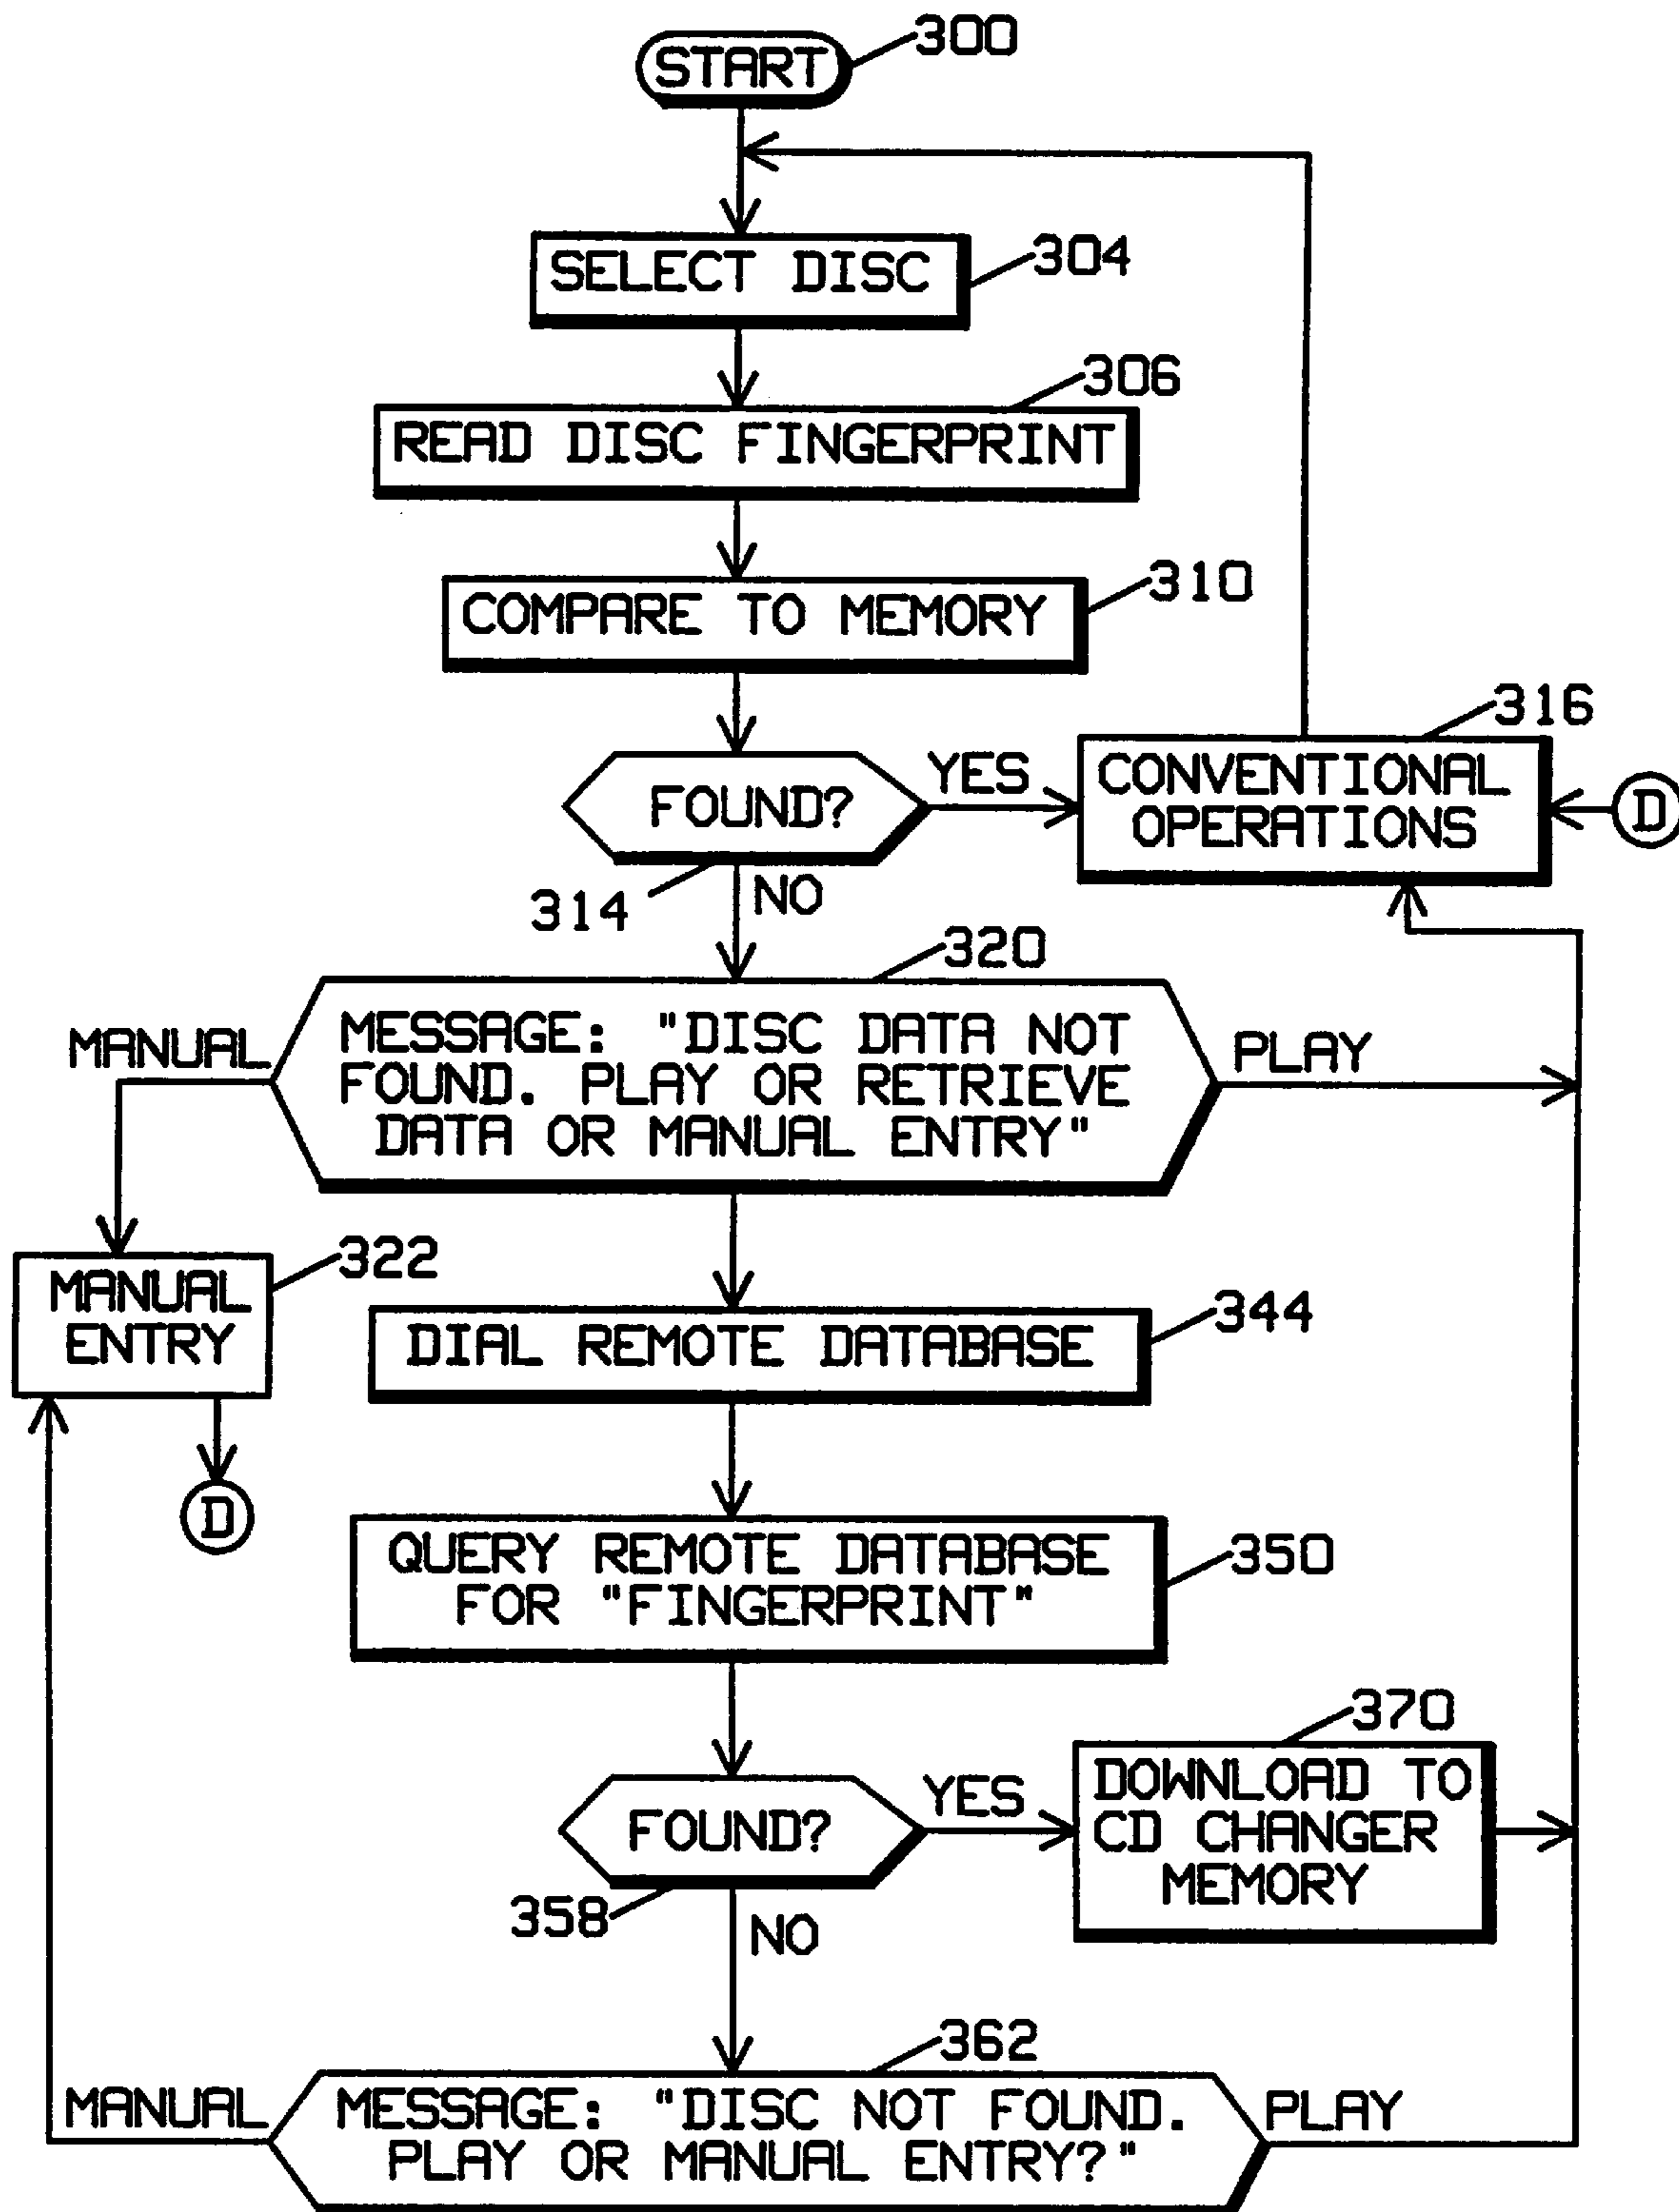 START
300
SELECT DISC
304
306
READ DISC FINGERPRINT
COMPARE TO MEMORY
310
316
FOUND?
YES
CONVENTIONAL
OPERATIONS
D
314
NO
320
MANUAL
MESSAGE: "DISC DATA NOT
FOUND. PLAY OR RETRIEVE
DATA OR MANUAL ENTRY"
PLAY
322
MANUAL
ENTRY
D
344
DIAL REMOTE DATABASE
QUERY REMOTE DATABASE
FOR "FINGERPRINT"
350
370
FOUND?
YES
DOWNLOAD TO
CD CHANGER
MEMORY
358
NO
362
MANUAL
MESSAGE: "DISC NOT FOUND.
PLAY OR MANUAL ENTRY?"
PLAY